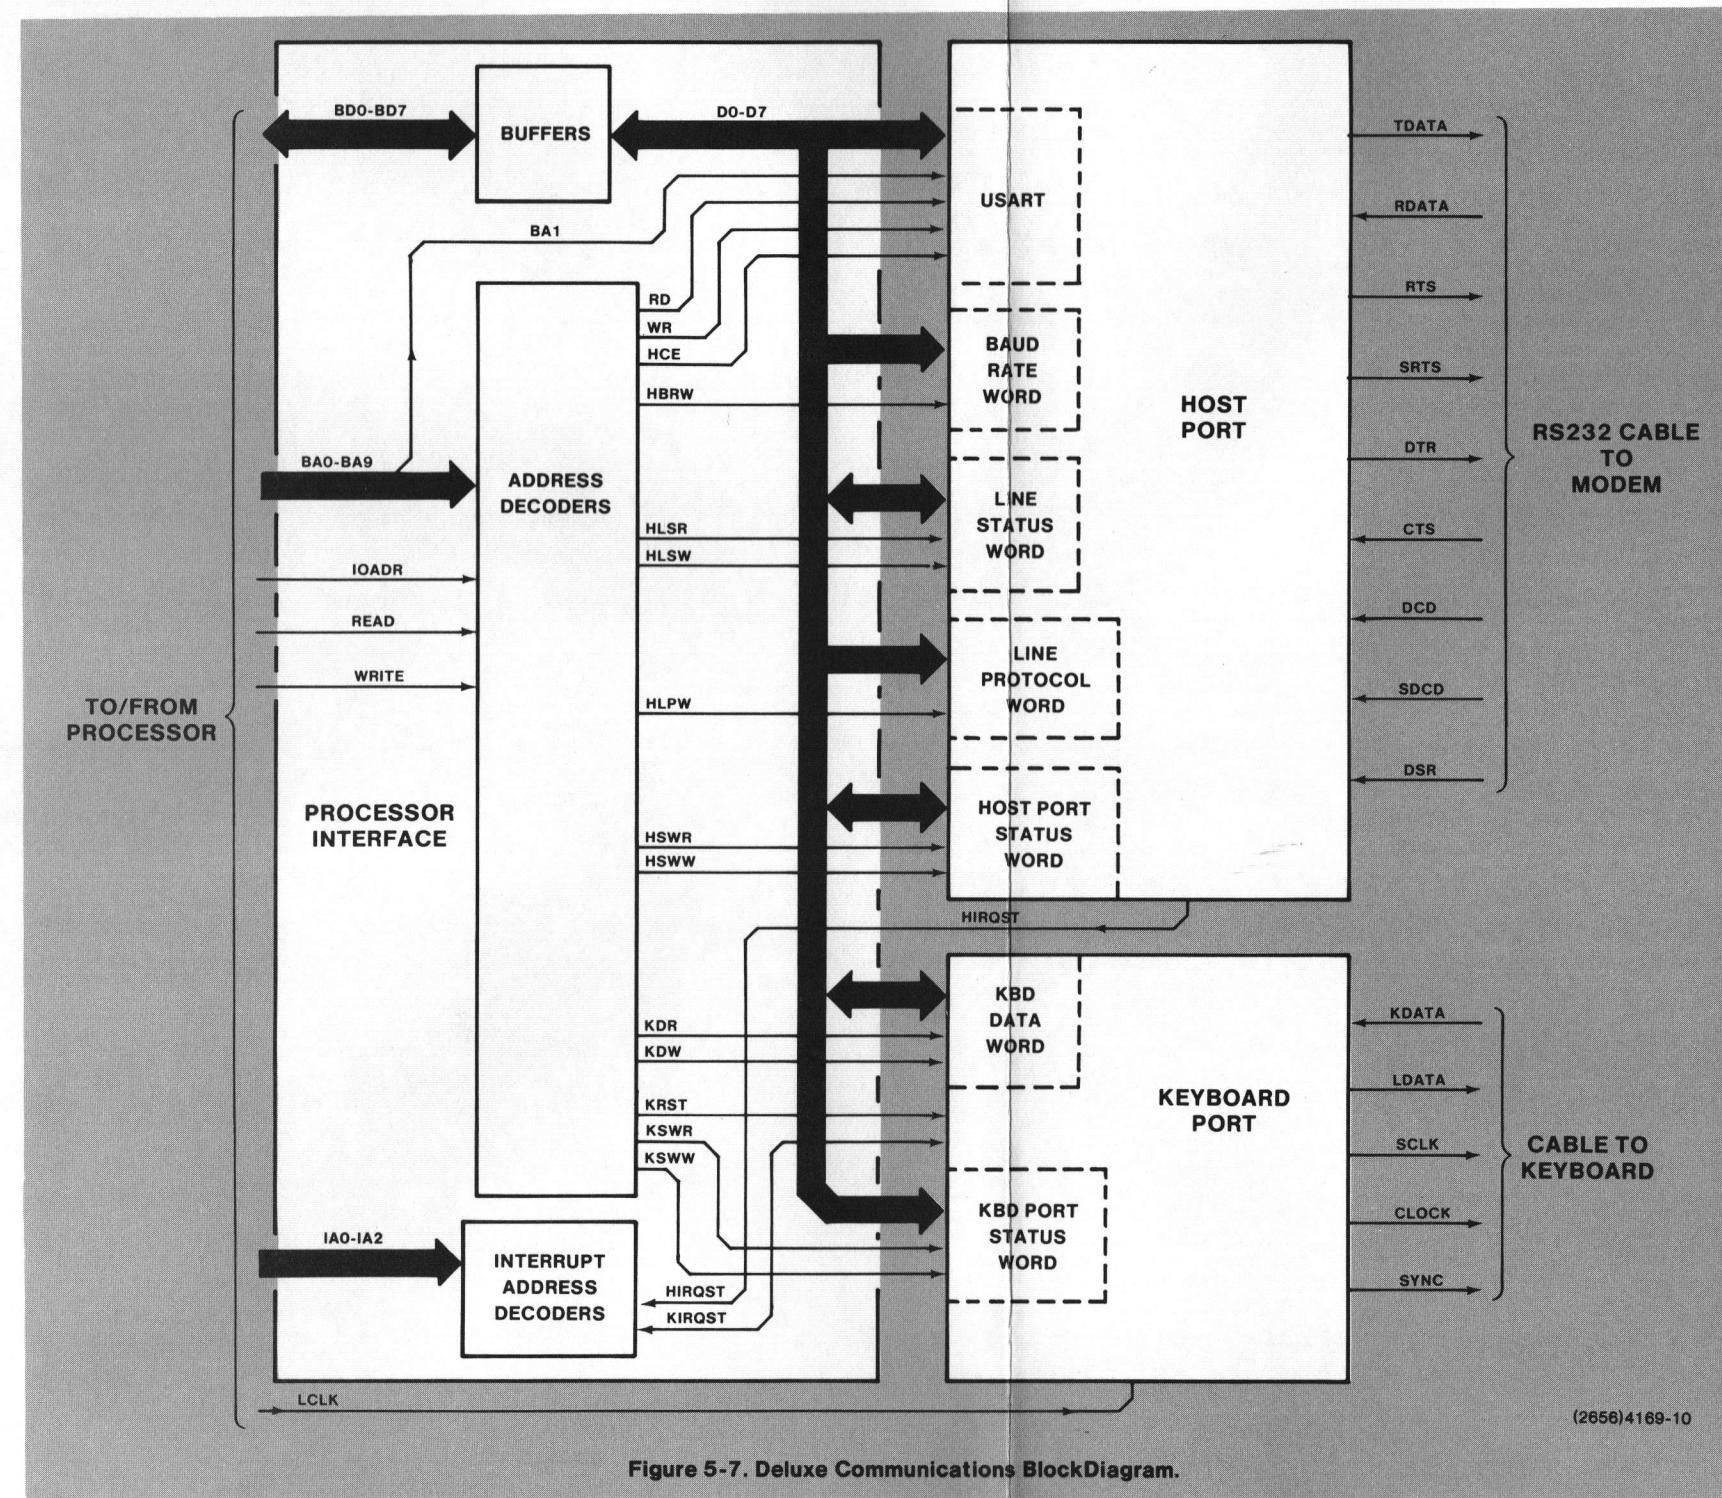 BD0-BD7
BUFFERS
D0-D7
BA1
USART
RD
WR
HCE
HBRW
BAUD
RATE
WORD
BA0-BA9
ADDRESS
DECODERS
IOADR
READ
WRITE
HLSR
HLSW
LINE
STATUS
WORD
HLPW
LINE
PROTOCOL
WORD
TO/FROM
PROCESSOR
PROCESSOR
INTERFACE
HSWR
HSWW
HOST PORT
STATUS
WORD
HOST
PORT
TDATA
RDATA
RTS
SRTS
DTR
CTS
DCD
SDCD
DSR
RS232 CABLE
TO
MODEM
HIRQST
KDR
KDW
KRST
KSWR
KSWW
KBD
DATA
WORD
KEYBOARD
PORT
KBD PORT
STATUS
WORD
KDATA
LDATA
SCLK
CLOCK
SYNC
CABLE TO
KEYBOARD
IA0-IA2
INTERRUPT
ADDRESS
DECODERS
HIRQST
KIRQST
LCLK
(2656)4169-10
Figure 5-7. Deluxe Communications BlockDiagram.